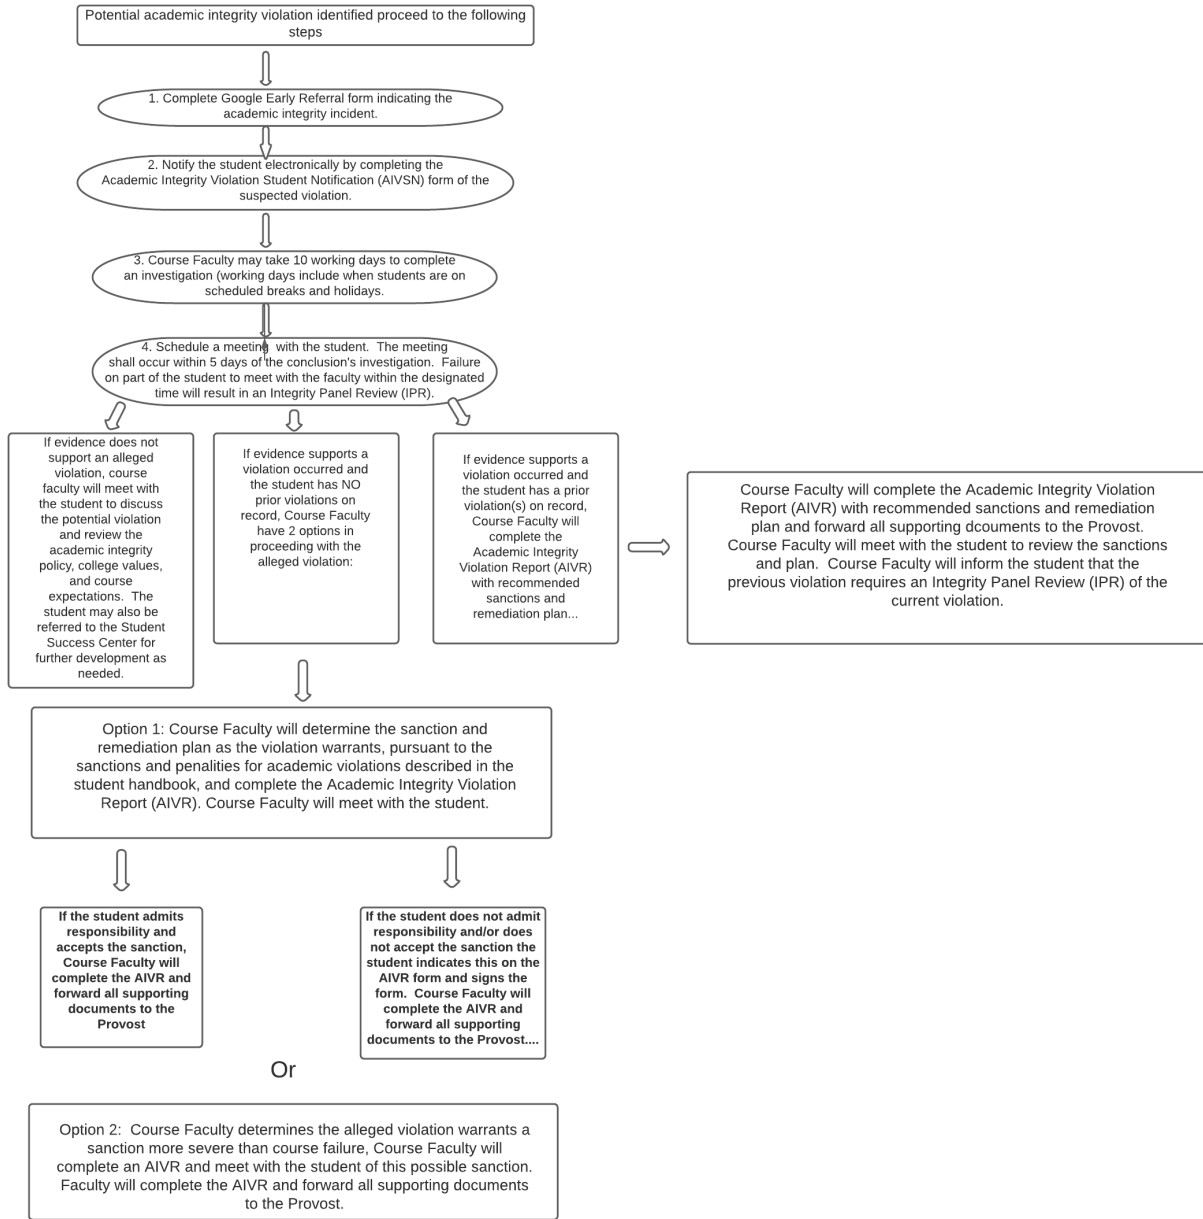 Potential academic integrity violation identified proceed to the following
steps
1. Complete Google Early Referral form indicating the
academic integrity incident.
2. Notify the student electronically by completing the
Academic Integrity Violation Student Notification (AIVSN) form of the
suspected violation.
3. Course Faculty may take 10 working days to complete
an investigation (working days include when students are on
scheduled breaks and holidays.
4. Schedule a meeting with the student. The meeting
shall occur within 5 days of the conclusion's investigation. Failure
on part of the student to meet with the faculty within the designated
time will result in an Integrity Panel Review (IPR).
If evidence does not
support an alleged
violation, course
faculty will meet with
the student to discuss
the potential violation
and review the
academic integrity
policy, college values,
and course
expectations. The
student may also be
referred to the Student
Success Center for
further development as
needed.
If evidence supports a
violation occurred and
the student has NO
prior violations on
record, Course Faculty
have 2 options in
proceeding with the
alleged violation:
If evidence supports a
violation occurred and
the student has a prior
violation(s) on record,
Course Faculty will
complete the
Academic Integrity
Violation Report (AIVR)
with recommended
sanctions and
remediation plan...
Course Faculty will complete the Academic Integrity Violation
Report (AIVR) with recommended sanctions and remediation
plan and forward all supporting dcouments to the Provost.
Course Faculty will meet with the student to review the sanctions
and plan. Course Faculty will inform the student that the
previous violation requires an Integrity Panel Review (IPR) of the
current violation.
Option 1: Course Faculty will determine the sanction and
remediation plan as the violation warrants, pursuant to the
sanctions and penalities for academic violations described in the
student handbook, and complete the Academic Integrity Violation
Report (AIVR). Course Faculty will meet with the student.
If the student admits
responsibility and
accepts the sanction,
Course Faculty will
complete the AIVR and
forward all supporting
documents to the
Provost
If the student does not admit
responsibility and/or does
not accept the sanction the
student indicates this on the
AIVR form and signs the
form. Course Faculty will
complete the AIVR and
forward all supporting
documents to the Provost....
Or
Option 2: Course Faculty determines the alleged violation warrants a
sanction more severe than course failure, Course Faculty will
complete an AIVR and meet with the student of this possible sanction.
Faculty will complete the AIVR and forward all supporting documents
to the Provost.